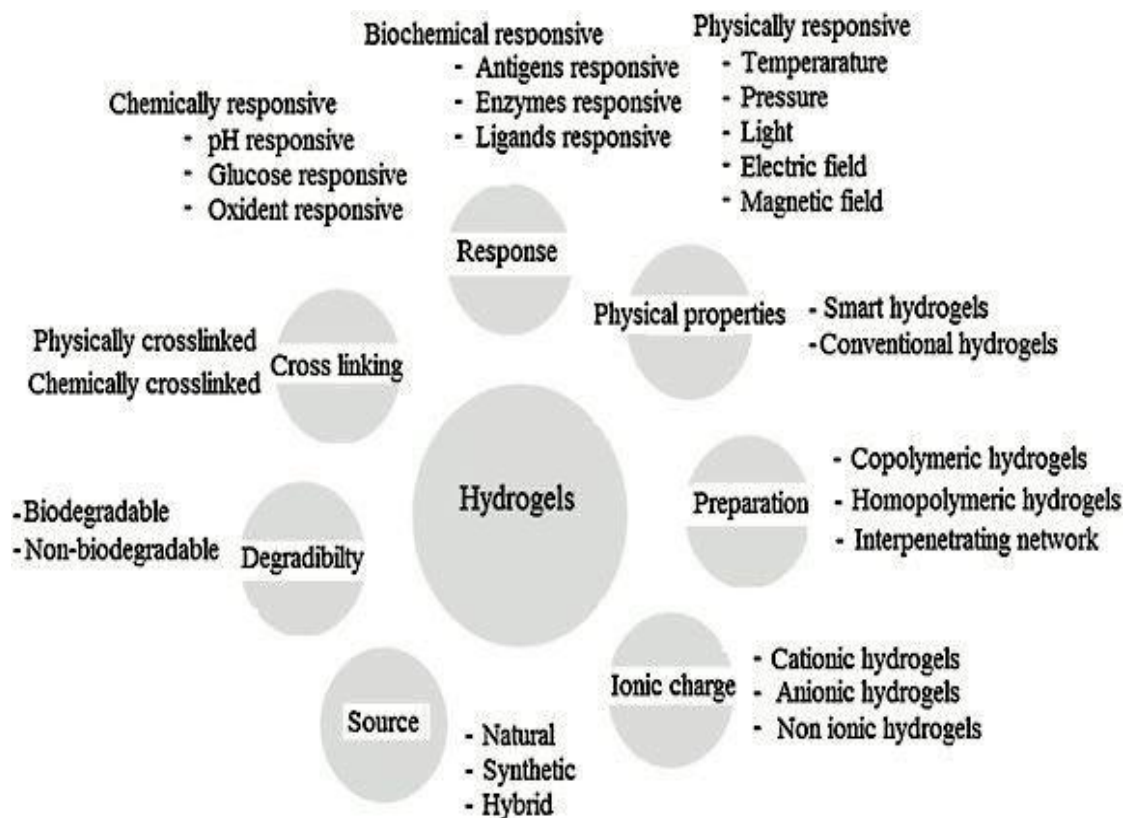 Biochemical responsive
- Antigens responsive
- Enzymes responsive
- Ligands responsive
Physically responsive
- Temperarature
- Pressure
- Light
- Electric field
- Magnetic field
Chemically responsive
- pH responsive
- Glucose responsive
- Oxident responsive
Response
Physical properties
- Smart hydrogels
- Conventional hydrogels
Physically crosslinked
Chemically crosslinked
Cross linking
Hydrogels
Preparation
- Copolymeric hydrogels
- Homopolymeric hydrogels
- Interpenetrating network
- Biodegradable
- Non-biodegradable
Degradibilty
Ionic charge
- Cationic hydrogels
- Anionic hydrogels
- Non ionic hydrogels
Source
- Natural
- Synthetic
- Hybrid